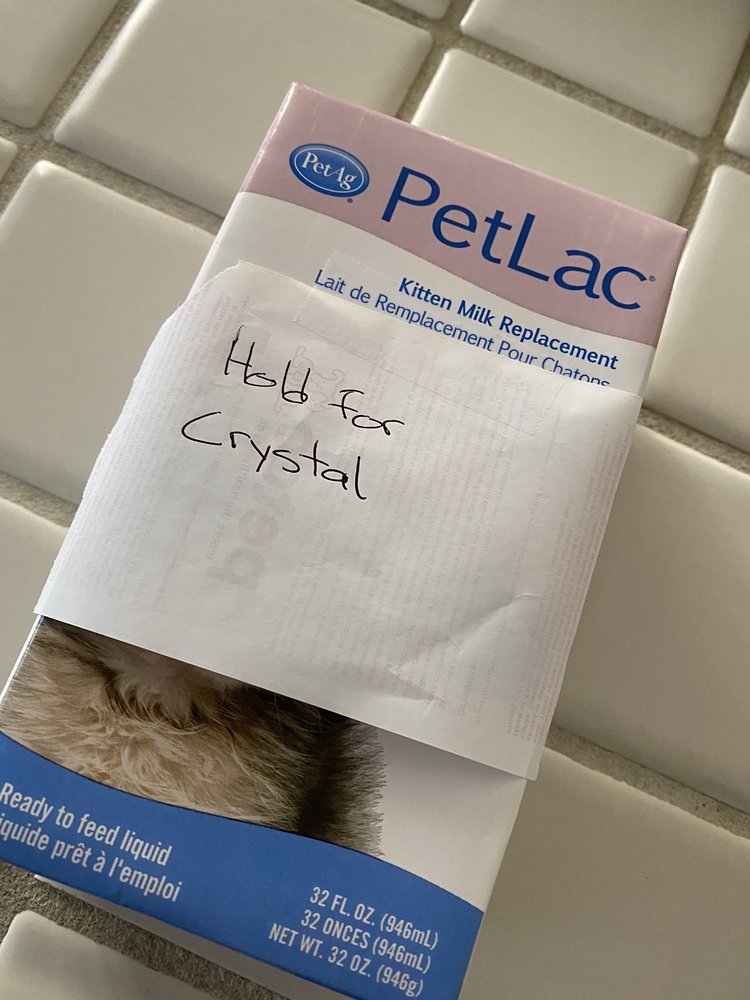 PetAg
PetLac
Kitten Milk Replacement
Lait de Remplacement Pour Chatons
Hold for
Crystal
Ready to feed liquid
iquide prêt à l'emploi
32 FL. OZ. (946mL)
32 ONCES (946mL)
NET WT. 32 OZ. (946g)